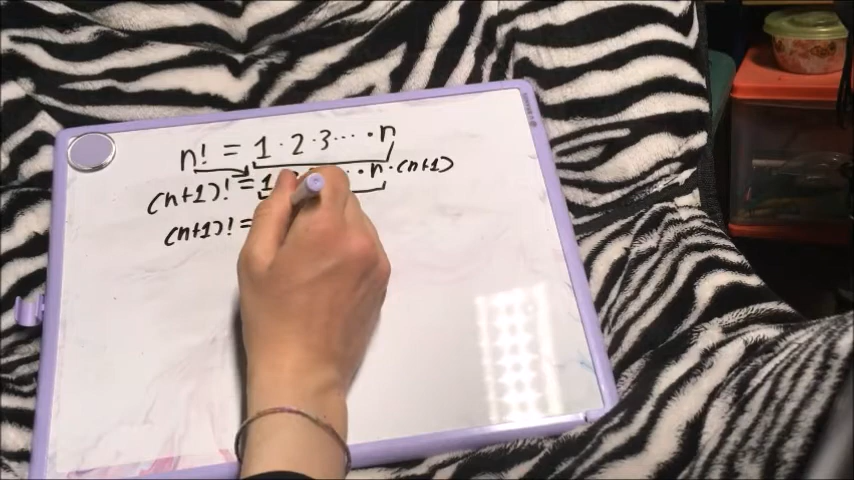 n! = 1 · 2 · 3 ··· · n
(n+1)! = 1 ·· · n · (n+1)
(n+1)! =